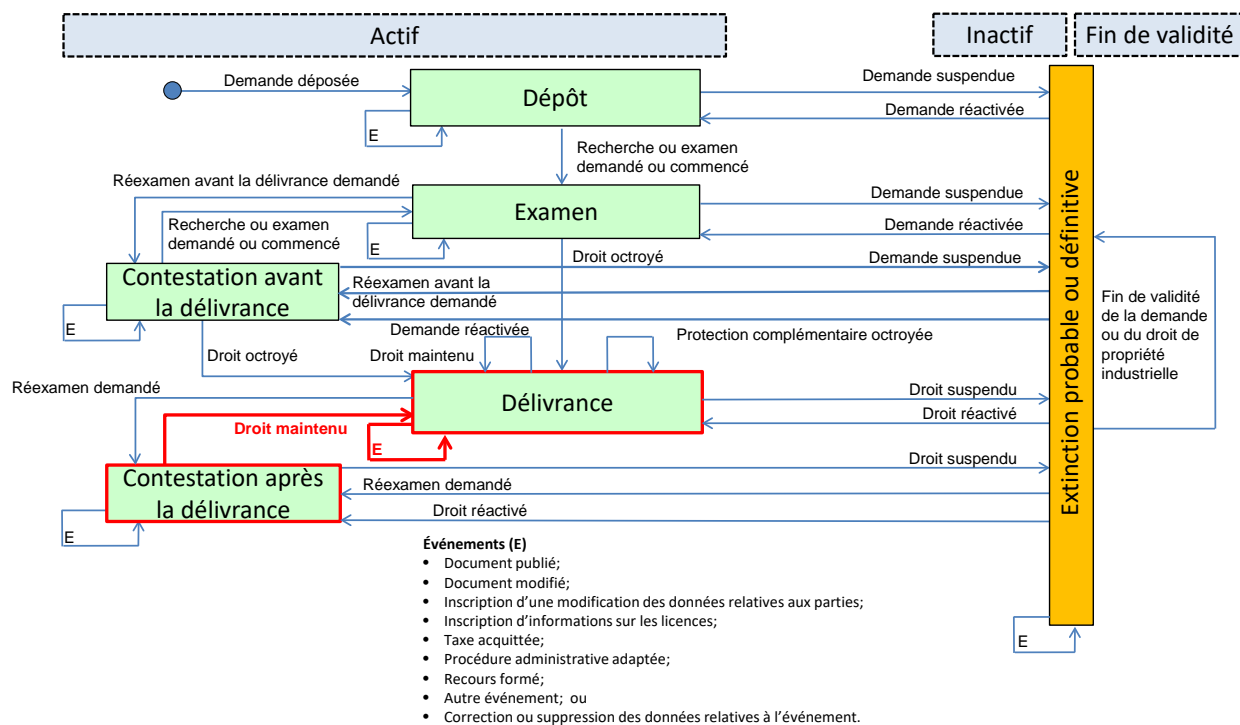 Actif
Inactif
Fin de validité
Demande déposée
Dépôt
Demande suspendue
Demande réactivée
E
Recherche ou examen
demandé ou commencé
Réexamen avant la délivrance demandé
Examen
Demande suspendue
Demande réactivée
Recherche ou examen
demandé ou commencé
E
Droit octroyé
Demande suspendue
Contestation avant
la délivrance
Réexamen avant la
délivrance demandé
E
Demande réactivée
Protection complémentaire octroyée
Droit octroyé
Droit maintenu
Fin de validité
de la demande
ou du droit de
propriété
industrielle
Extinction probable ou définitive
Réexamen demandé
Délivrance
Droit suspendu
Droit réactivé
Droit maintenu
E
Droit suspendu
Contestation après
la délivrance
Réexamen demandé
Droit réactivé
E
Événements (E)
• Document publié;
• Document modifié;
• Inscription d’une modification des données relatives aux parties;
• Inscription d’informations sur les licences;
• Taxe acquittée;
• Procédure administrative adaptée;
• Recours formé;
• Autre événement; ou
• Correction ou suppression des données relatives à l’événement.
E